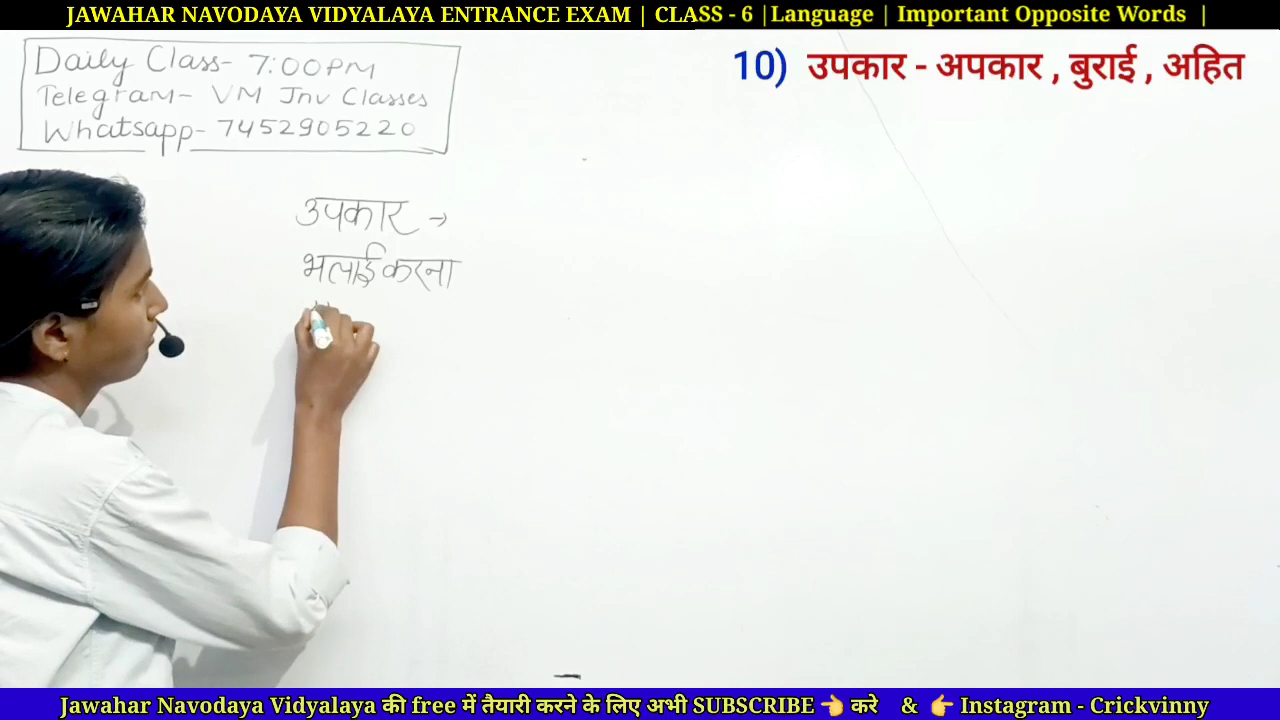 JAWAHAR NAVODAYA VIDYALAYA ENTRANCE EXAM | CLASS - 6 |Language | Important Opposite Words |
Daily Class- 7:00PM
Telegram- VM Jnv Classes
Whatsapp- 7452905220
10) उपकार - अपकार , बुराई , अहित
उपकार →
भलाई करना
Jawahar Navodaya Vidyalaya की free में तैयारी करने के लिए अभी SUBSCRIBE 👈 करे & 👉 Instagram - Crickvinny